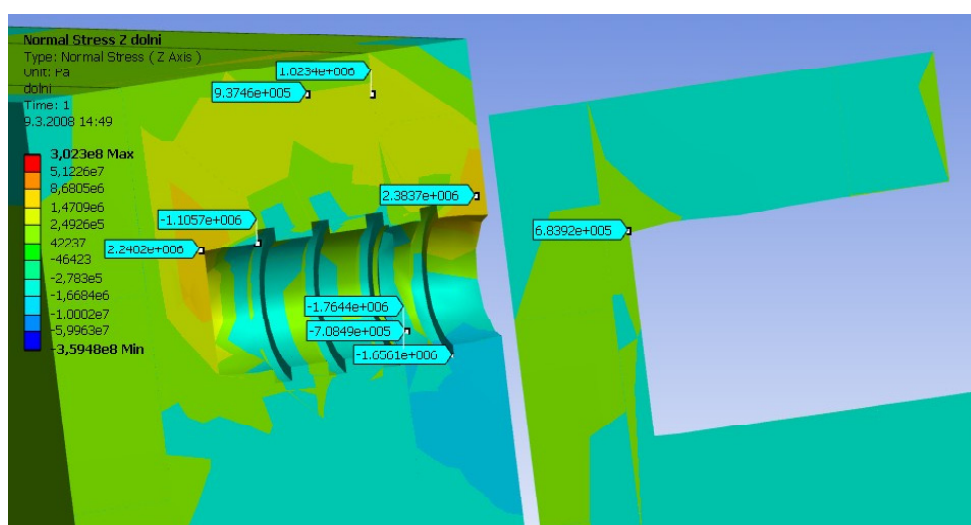 Normal Stress Z dolni
Type: Normal Stress ( Z Axis )
Unit: Pa
dolni
Time: 1
9.3.2008 14:49
3,023e8 Max
5,1226e7
8,6805e6
1,4709e6
2,4926e5
42237
-46423
-2,783e5
-1,6684e6
-1.0002e7
-5,9963e7
-3,5948e8 Min
1.0234e+006
9.3746e+005
2.3837e+006
-1.1057e+006
2.2402e+006
6.8392e+005
-1.7644e+006
-7.0849e+005
-1.6561e+006